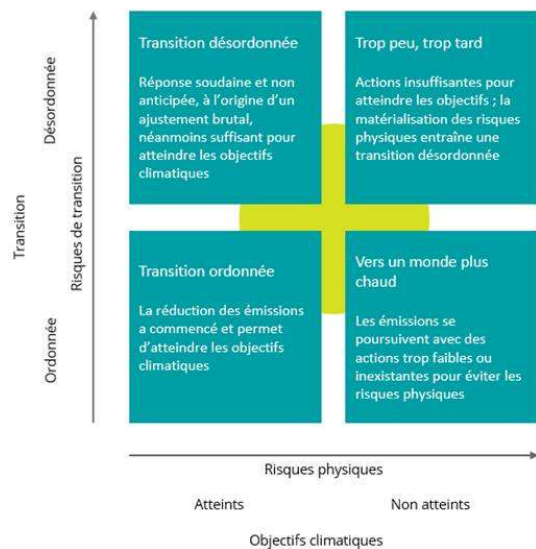 Transition
Désordonnée
Ordonnée
Risques de transition
Transition désordonnée
Réponse soudaine et non
anticipée, à l'origine d'un
ajustement brutal,
néanmoins suffisant pour
atteindre les objectifs
climatiques
Trop peu, trop tard
Actions insuffisantes pour
atteindre les objectifs ; la
matérialisation des risques
physiques entraîne une
transition désordonnée
Transition ordonnée
La réduction des émissions
a commencé et permet
d'atteindre les objectifs
climatiques
Vers un monde plus
chaud
Les émissions se
poursuivent avec des
actions trop faibles ou
inexistantes pour éviter les
risques physiques
Risques physiques
Atteints
Non atteints
Objectifs climatiques